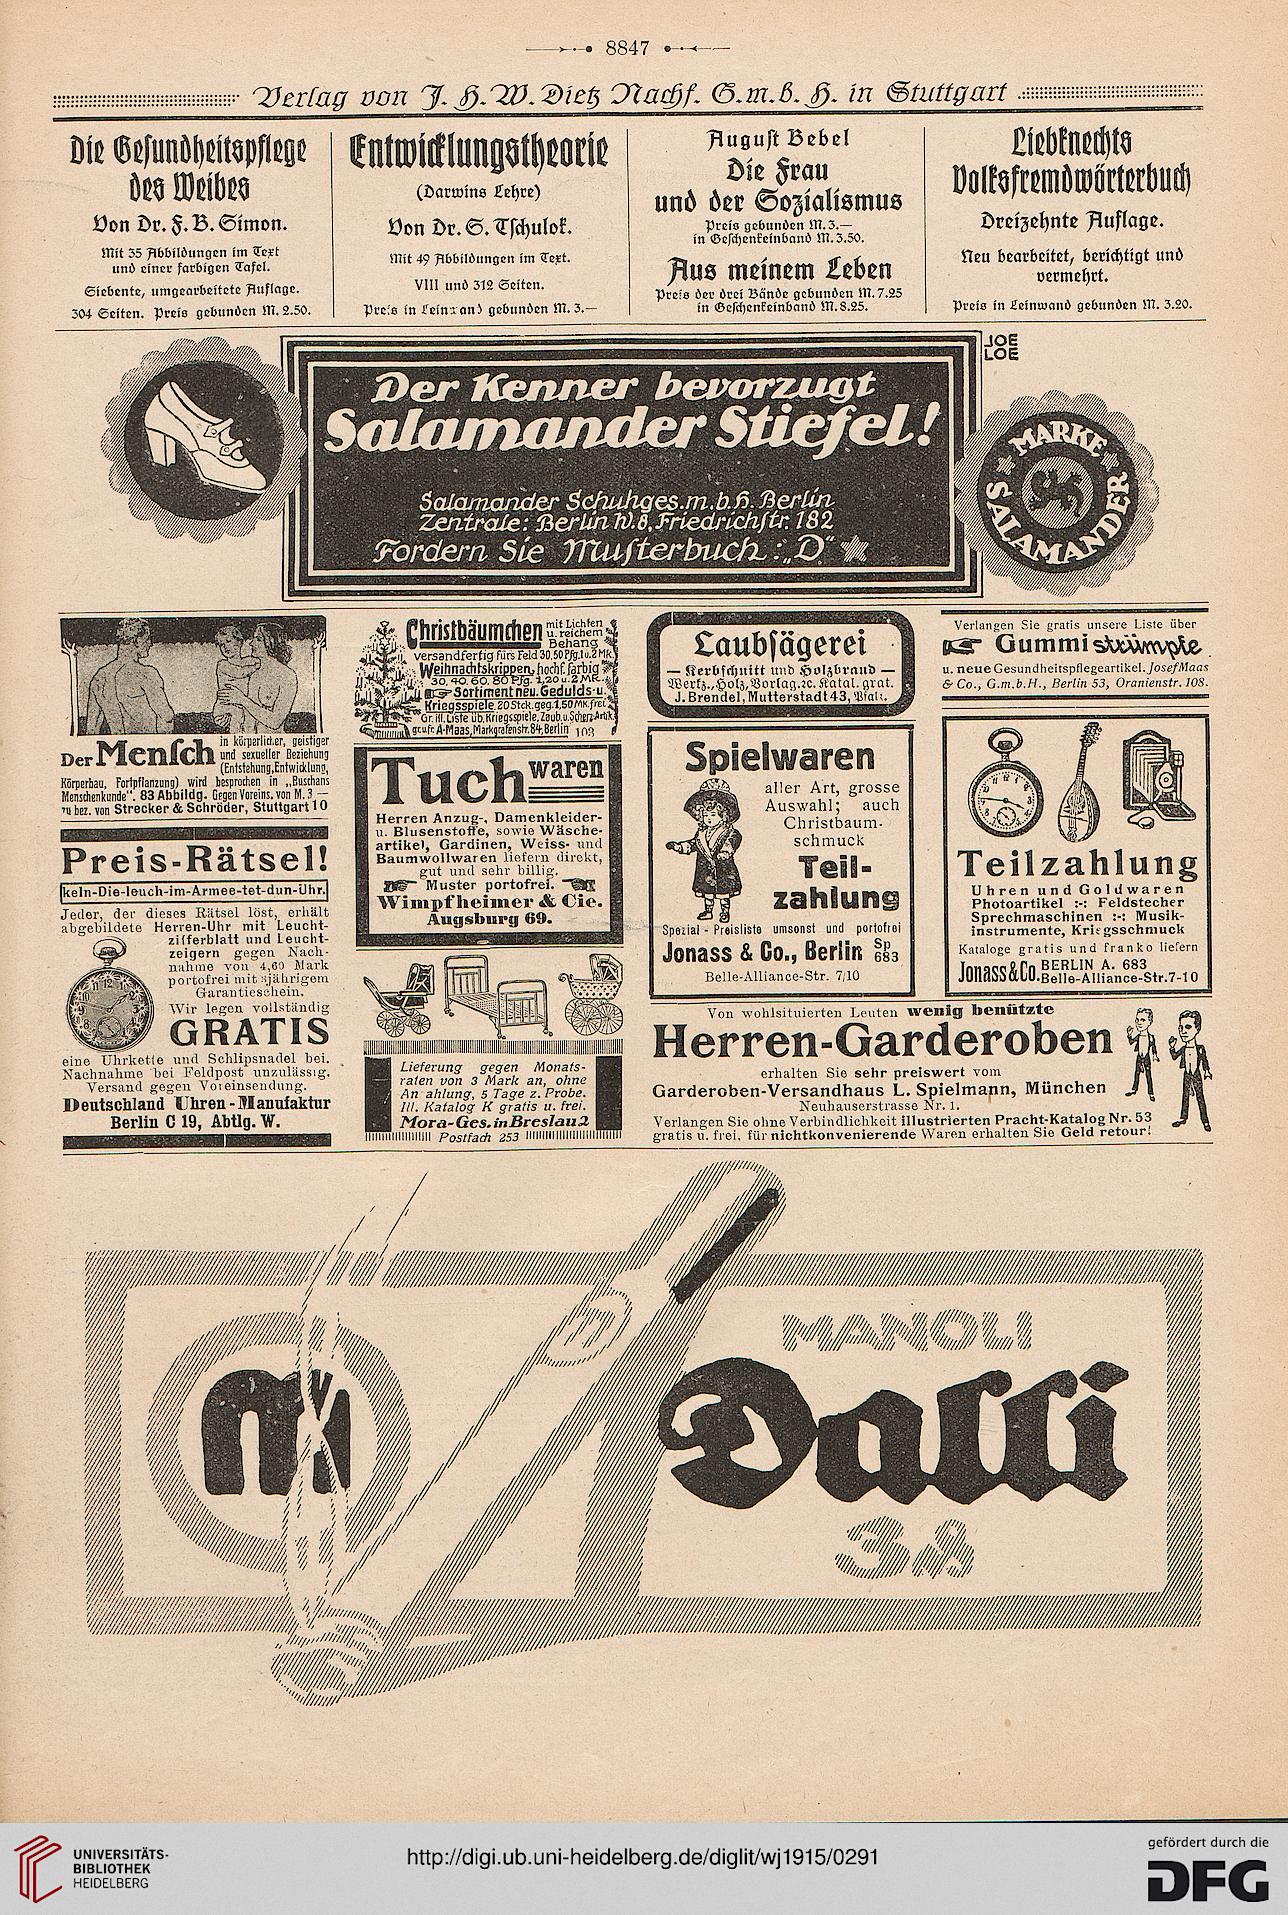 8847
Verlag von J. H. W. Dietz Nachf. G.m.b.H. in Stuttgart
Die Gesundheitspflege
des Weibes
Von Dr. F. B. Simon.
Mit 35 Abbildungen im Text
und einer farbigen Tafel.
Siebente, umgearbeitete Auflage.
304 Seiten. Preis gebunden M. 2.50.
Entwicklungstheorie
(Darwins Lehre)
Von Dr. S. Tschulok.
Mit 49 Abbildungen im Text.
VIII und 312 Seiten.
Preis in Leinwand gebunden M. 3.—
August Bebel
Die Frau
und der Sozialismus
Preis gebunden M. 3.—
in Geschenkeinband M. 3.50.
Aus meinem Leben
Preis der drei Bände gebunden M. 7.25
in Geschenkeinband M. 8.25.
Liebknechts
Volksfremdwörterbuch
Dreizehnte Auflage.
Neu bearbeitet, berichtigt und
vermehrt.
Preis in Leinwand gebunden M. 3.20.
JOE
LOE
Der Kenner bevorzugt
Salamander Stiefel!
Salamander Schuhges.m.b.H. Berlin
Zentrale: Berlin W.8. Friedrichstr. 182
Fordern Sie Musterbuch: „D“
MARKE
SALAMANDER
Der Mensch in körperlicher, geistiger
und sexueller Beziehung
(Entstehung, Entwicklung,
Körperbau, Fortpflanzung) wird besprochen in „Buschans
Menschenkunde“. 83 Abbildg. Gegen Voreins. von M. 3 —
zu bez. von Strecker & Schröder, Stuttgart 10
Preis-Rätsel!
keln-Die-leuch-im-Armee-tet-dun-Uhr.
Jeder, der dieses Rätsel löst, erhält
abgebildete Herren-Uhr mit Leucht-
zifferblatt und Leucht-
zeigern gegen Nach-
nahme von 4,60 Mark
portofrei mit 3jährigem
Garantieschein.
Wir legen vollständig
GRATIS
eine Uhrkette und Schlipsnadel bei.
Nachnahme bei Feldpost unzulässig.
Versand gegen Voreinsendung.
Deutschland Uhren-Manufaktur
Berlin C 19, Abtlg. W.
Christbäumchen mit Lichten
u. reichem
Behang
versandfertig fürs Feld 30, 50 Pfg. 1 u. 2 Mk.
Weihnachtskrippen, hochf. farbig
30, 40, 60, 80 Pfg. 1,20 u. 2 MK.
Sortiment neu. Gedulds- u.
Kriegsspiele 20 Stck. geg. 1,50 Mk. frei.
Gr. ill. Liste üb. Kriegsspiele, Zaub. u. Scherz-Artik.
gr. u. fr. A. Maas, Markgrafenstr. 84, Berlin 103
Tuchwaren
Herren Anzug-, Damenkleider-
u. Blusenstoffe, sowie Wäsche-
artikel, Gardinen, Weiss- und
Baumwollwaren liefern direkt,
gut und sehr billig.
Muster portofrei.
Wimpfheimer & Cie.
Augsburg 69.
Lieferung gegen Monats-
raten von 3 Mark an, ohne
Anzahlung, 5 Tage z. Probe.
Ill. Katalog K gratis u. frei.
Mora-Ges. in Breslau 2
Postfach 253
Laubsägerei
— Kerbschnitt und Holzbrand —
Werkz., Holz, Vorlag. ꝛc. Katal. grat.
J. Brendel, Mutterstadt 43, Pfalz.
Spielwaren
aller Art, grosse
Auswahl; auch
Christbaum-
schmuck
Teil-
zahlung
Spezial-Preisliste umsonst und portofrei
Jonass & Co., Berlin Sp. 683
Belle-Alliance-Str. 7/10
Verlangen Sie gratis unsere Liste über
Gummistrümpfe
u. neue Gesundheitspflegeartikel. Josef Maas
& Co., G.m.b.H., Berlin 53, Oranienstr. 108.
Teilzahlung
Uhren und Goldwaren
Photoartikel :-: Feldstecher
Sprechmaschinen :-: Musik-
instrumente, Kriegsschmuck
Kataloge gratis und franko liefern
Jonass & Co. BERLIN A. 683
Belle-Alliance-Str. 7-10
Von wohlsituierten Leuten wenig benützte
Herren-Garderoben
erhalten Sie sehr preiswert vom
Garderoben-Versandhaus L. Spielmann, München
Neuhauserstrasse Nr. 1.
Verlangen Sie ohne Verbindlichkeit illustrierten Pracht-Katalog Nr. 53
gratis u. frei, für nichtkonvenierende Waren erhalten Sie Geld retour!
m
m
MANOLI
Dalli
3 ₰
UNIVERSITÄTS-
BIBLIOTHEK
HEIDELBERG
http://digi.ub.uni-heidelberg.de/diglit/wj1915/0291
gefördert durch die
DFG